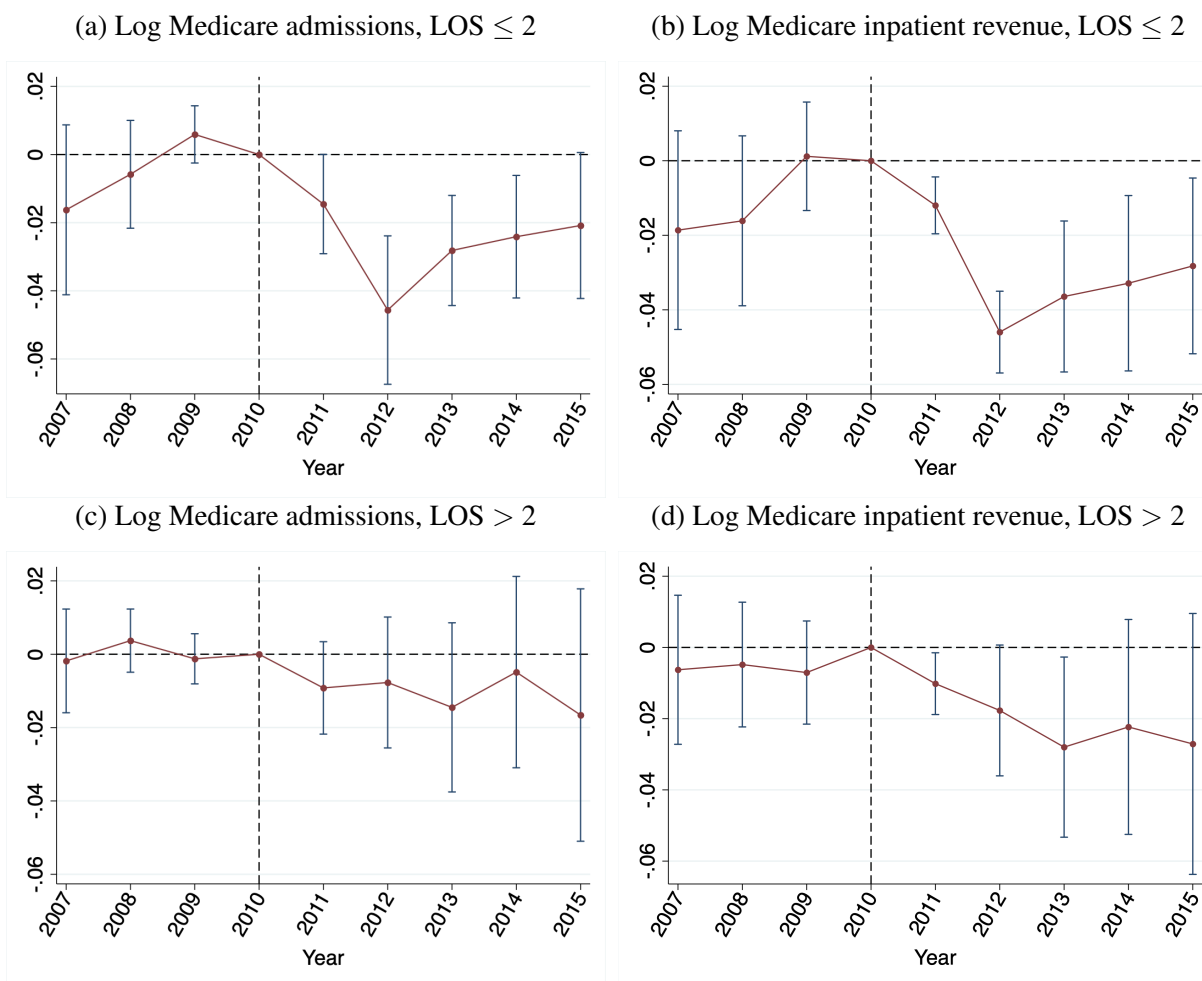 (a) Log Medicare admissions, LOS ≤ 2
.02
0
-.02
-.04
-.06
2007 2008 2009 2010 2011 2012 2013 2014 2015
Year
(b) Log Medicare inpatient revenue, LOS ≤ 2
.02
0
-.02
-.04
-.06
2007 2008 2009 2010 2011 2012 2013 2014 2015
Year
(c) Log Medicare admissions, LOS > 2
.02
0
-.02
-.04
-.06
2007 2008 2009 2010 2011 2012 2013 2014 2015
Year
(d) Log Medicare inpatient revenue, LOS > 2
.02
0
-.02
-.04
-.06
2007 2008 2009 2010 2011 2012 2013 2014 2015
Year